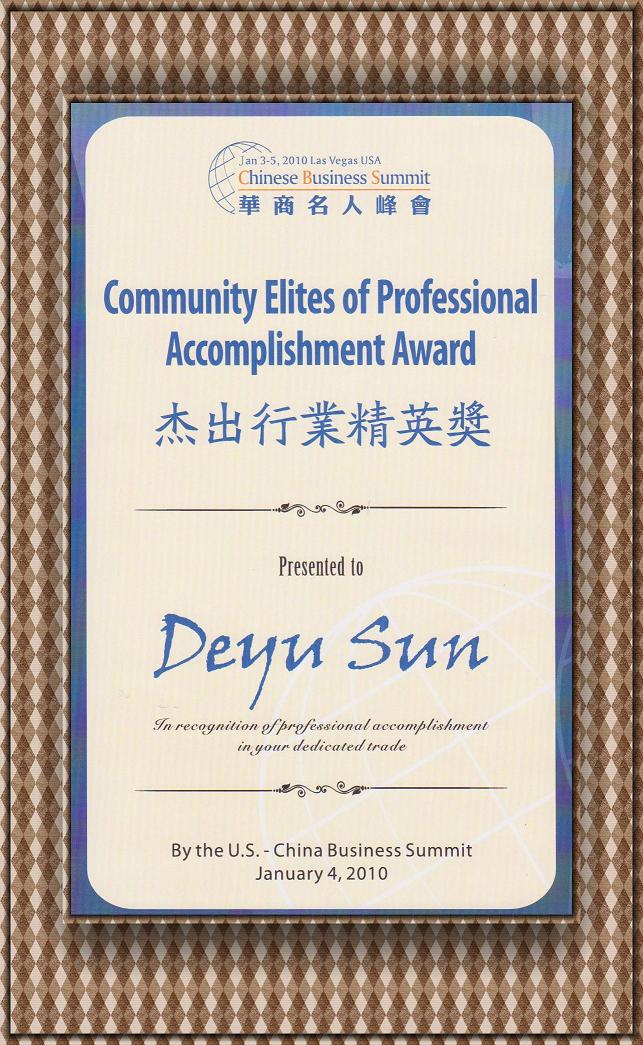 Jan 3-5, 2010 Las Vegas USA
Chinese Business Summit
華商名人峰會
Community Elites of Professional
Accomplishment Award
杰出行業精英獎
Presented to
Deyu Sun
In recognition of professional accomplishment
in your dedicated trade
By the U.S. - China Business Summit
January 4, 2010